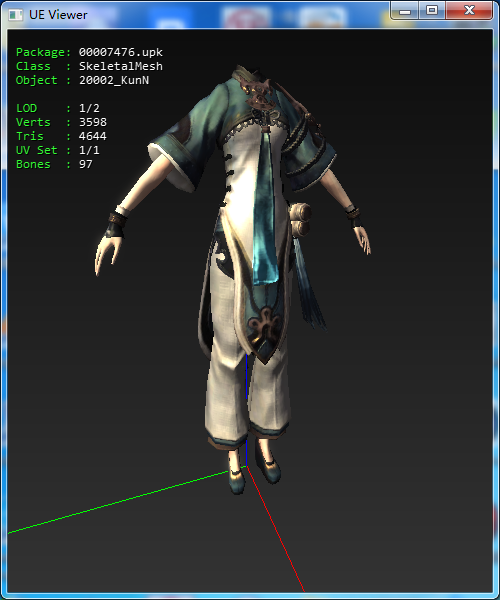 UE Viewer
Package: 00007476.upk
Class : SkeletalMesh
Object : 20002_KunN
LOD : 1/2
Verts : 3598
Tris : 4644
UV Set : 1/1
Bones : 97